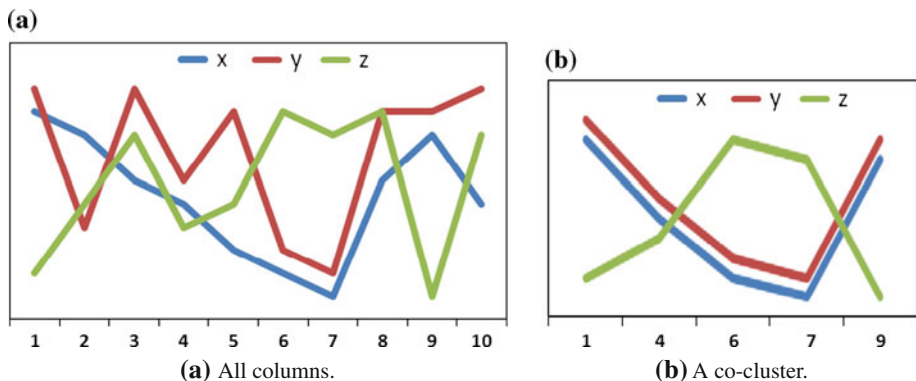 (a)
x y z
1 2 3 4 5 6 7 8 9 10
(a) All columns.
(b)
x y z
1 4 6 7 9
(b) A co-cluster.